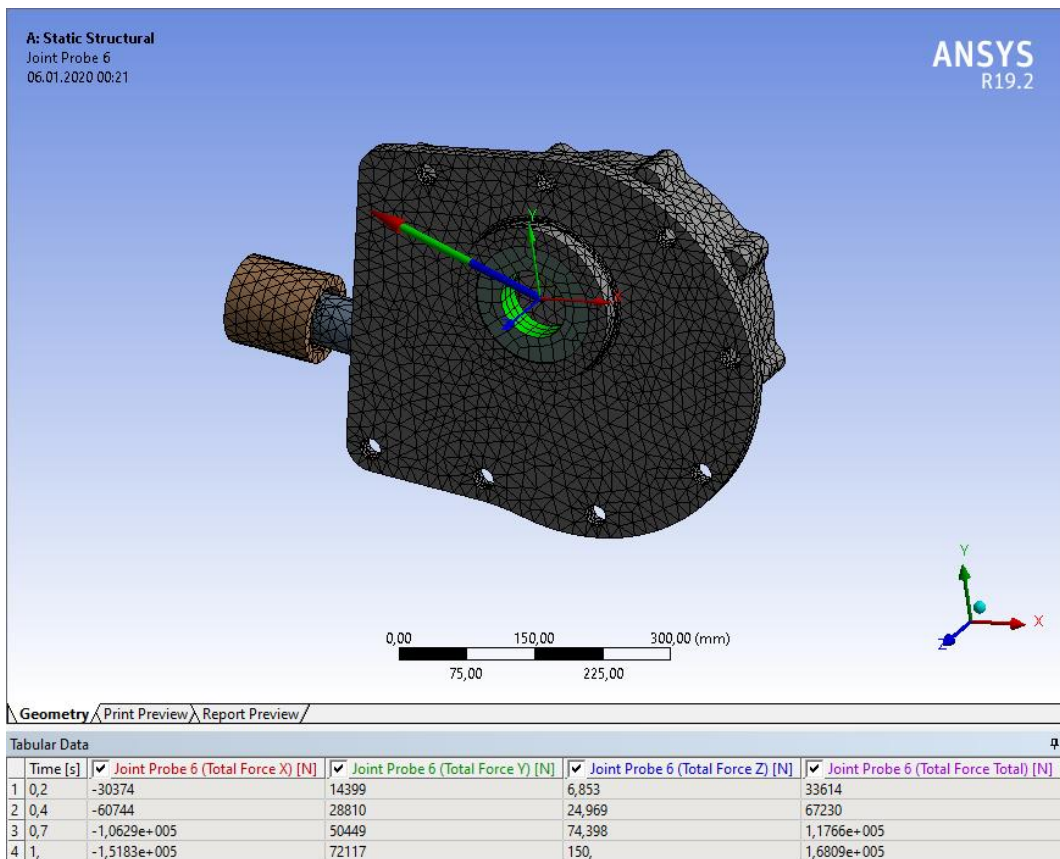 A: Static Structural
Joint Probe 6
06.01.2020 00:21
ANSYS
R19.2
Y
X
Y
X
Z
0,00 150,00 300,00 (mm)
75,00 225,00
Geometry Print Preview Report Preview
Tabular Data
Time [s] Joint Probe 6 (Total Force X) [N] Joint Probe 6 (Total Force Y) [N] Joint Probe 6 (Total Force Z) [N] Joint Probe 6 (Total Force Total) [N]
1 0,2 -30374 14399 6,853 33614
2 0,4 -60744 28810 24,969 67230
3 0,7 -1,0629e+005 50449 74,398 1,1766e+005
4 1, -1,5183e+005 72117 150, 1,6809e+005